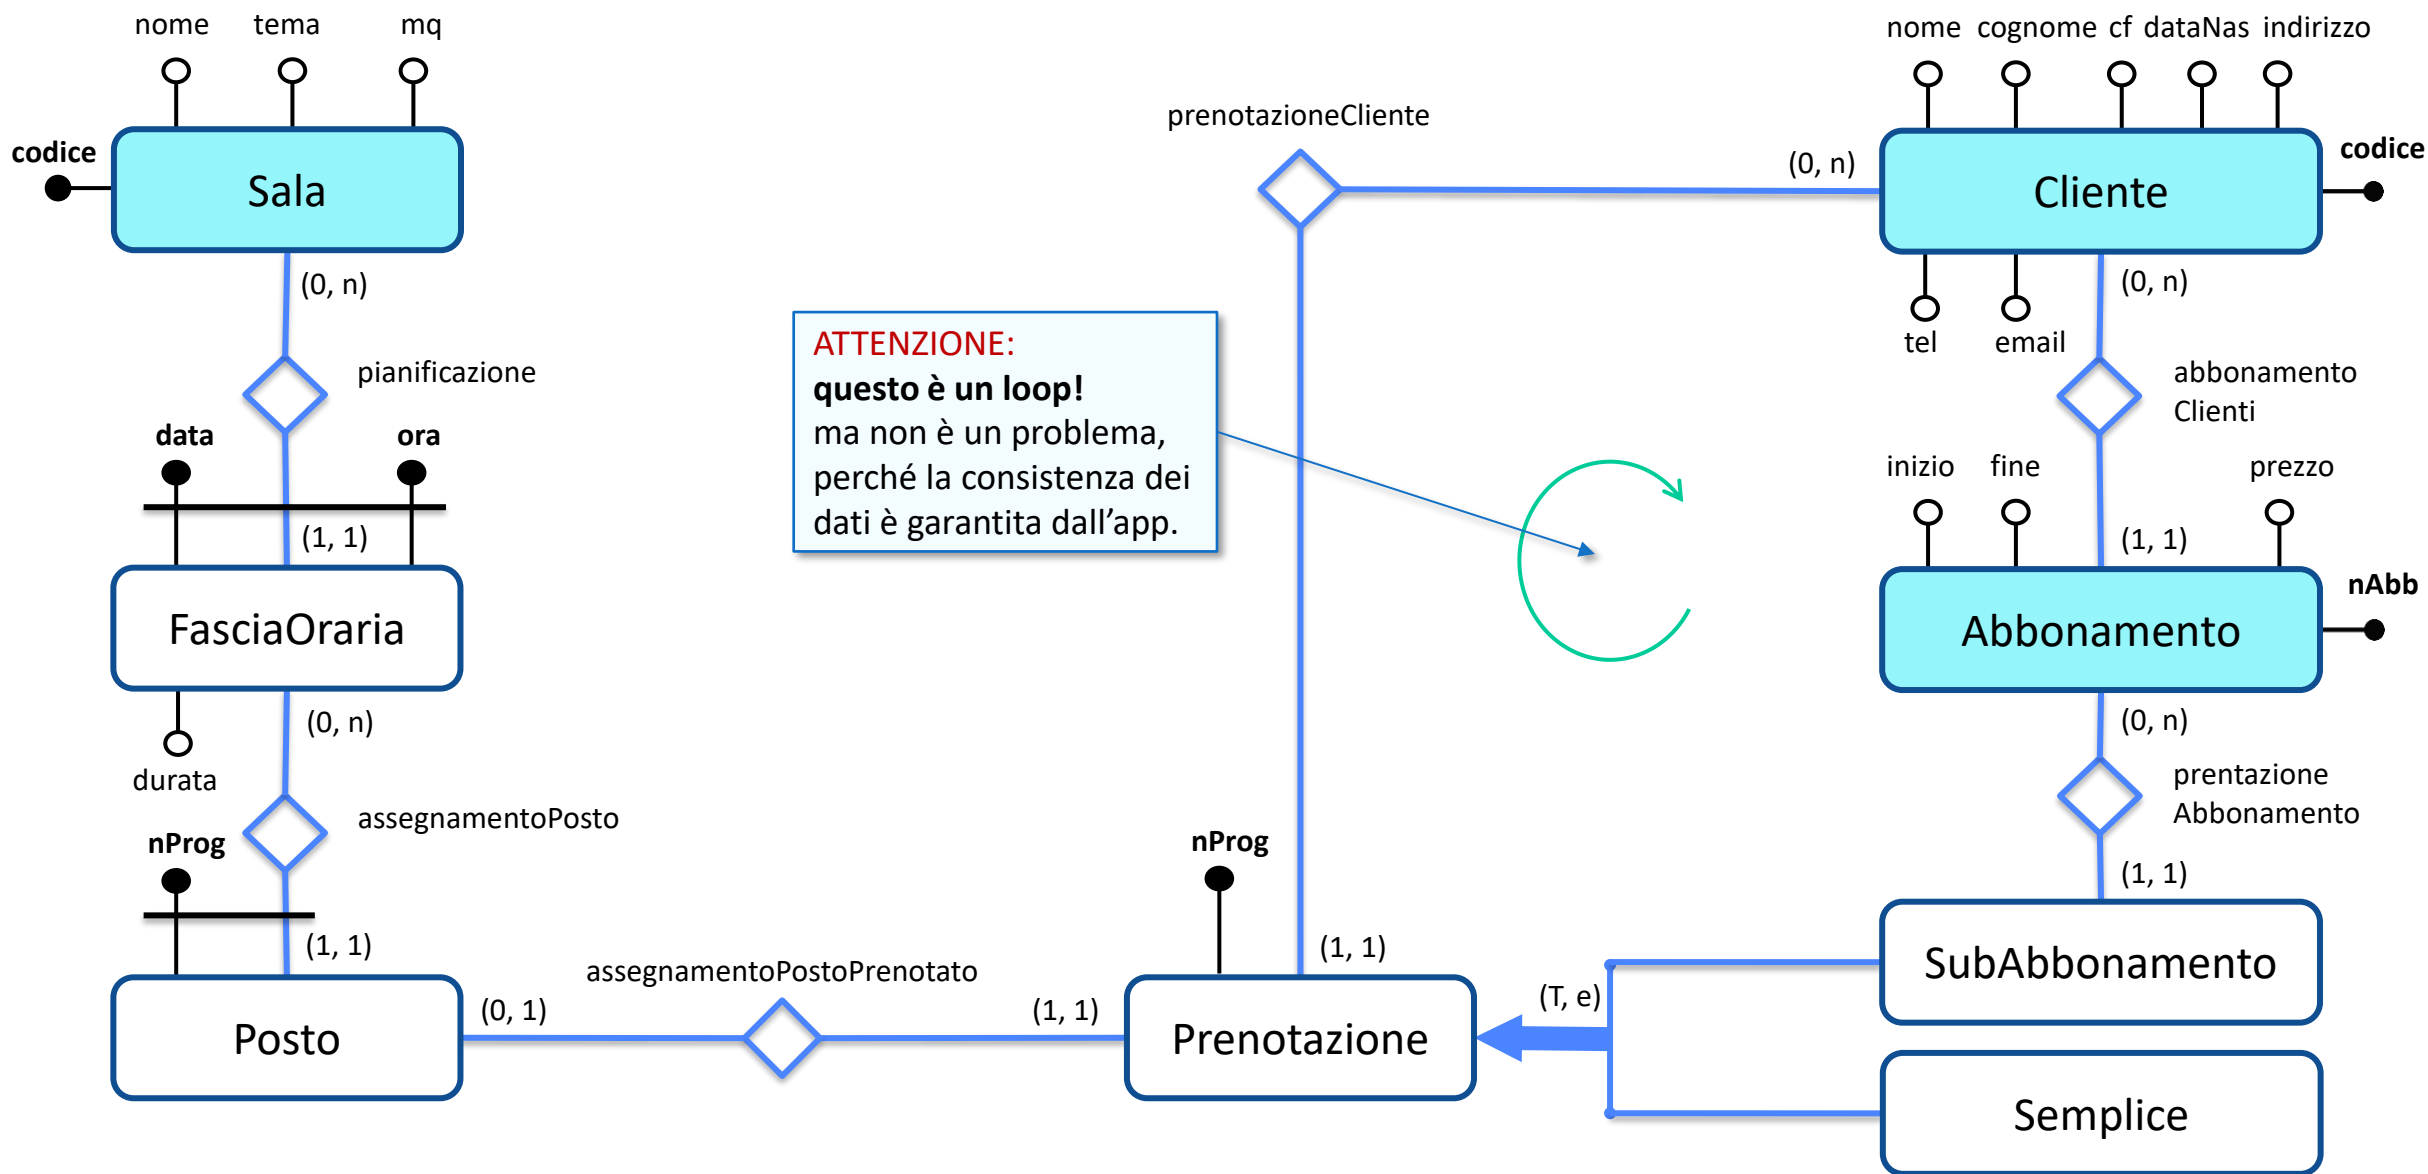 nome tema mq
codice
Sala
(0, n)
pianificazione
data ora
(1, 1)
FasciaOraria
(0, n)
durata
assegnamentoPosto
nProg
(1, 1)
Posto
(0, 1)
assegnamentoPostoPrenotato
(1, 1)
prenotazioneCliente
(0, n)
ATTENZIONE:
questo è un loop!
ma non è un problema,
perché la consistenza dei
dati è garantita dall'app.
nProg
(1, 1)
Prenotazione
(T, e)
nome cognome cf dataNas indirizzo
codice
Cliente
(0, n)
tel email
abbonamento
Clienti
inizio fine prezzo
(1, 1)
nAbb
Abbonamento
(0, n)
prentazione
Abbonamento
(1, 1)
SubAbbonamento
Semplice